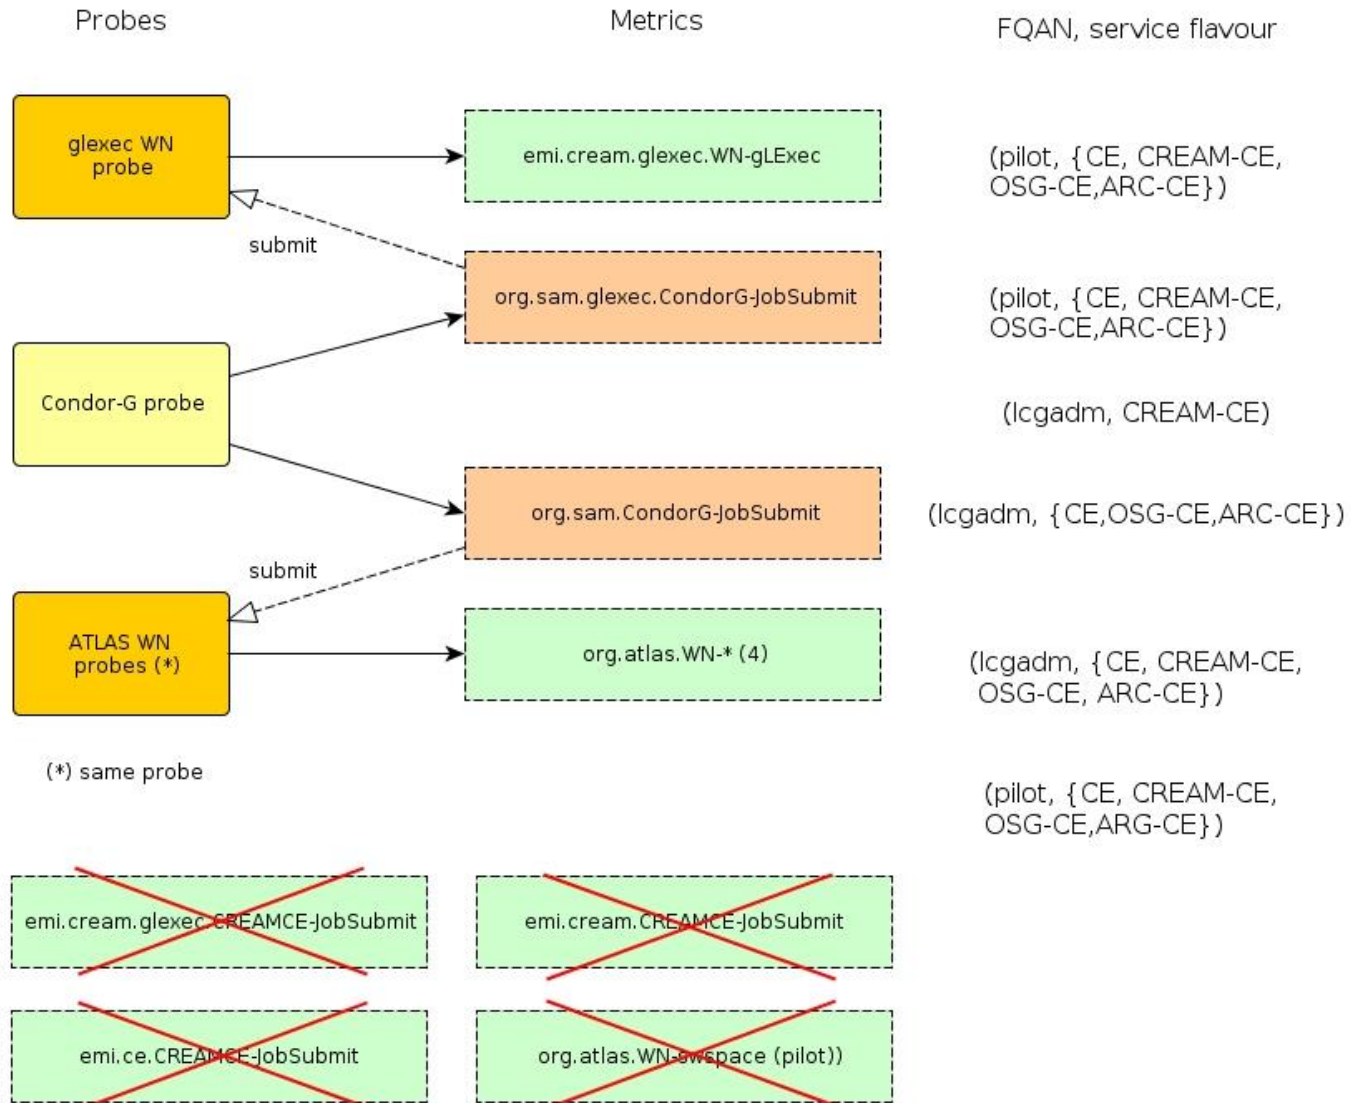 Probes
Metrics
FQAN, service flavour
glexec WN
probe
emi.cream.glexec.WN-gLExec
(pilot, {CE, CREAM-CE,
OSG-CE,ARC-CE})
submit
org.sam.glexec.CondorG-JobSubmit
(pilot, {CE, CREAM-CE,
OSG-CE,ARC-CE})
Condor-G probe
(lcgadm, CREAM-CE)
org.sam.CondorG-JobSubmit
(lcgadm, {CE,OSG-CE,ARC-CE})
submit
ATLAS WN
probes (*)
org.atlas.WN-* (4)
(lcgadm, {CE, CREAM-CE,
OSG-CE, ARC-CE})
(*) same probe
(pilot, {CE, CREAM-CE,
OSG-CE,ARG-CE})
emi.cream.glexec.CREAMCE-JobSubmit
emi.cream.CREAMCE-JobSubmit
emi.ce.CREAMCE-JobSubmit
org.atlas.WN-swspace (pilot))